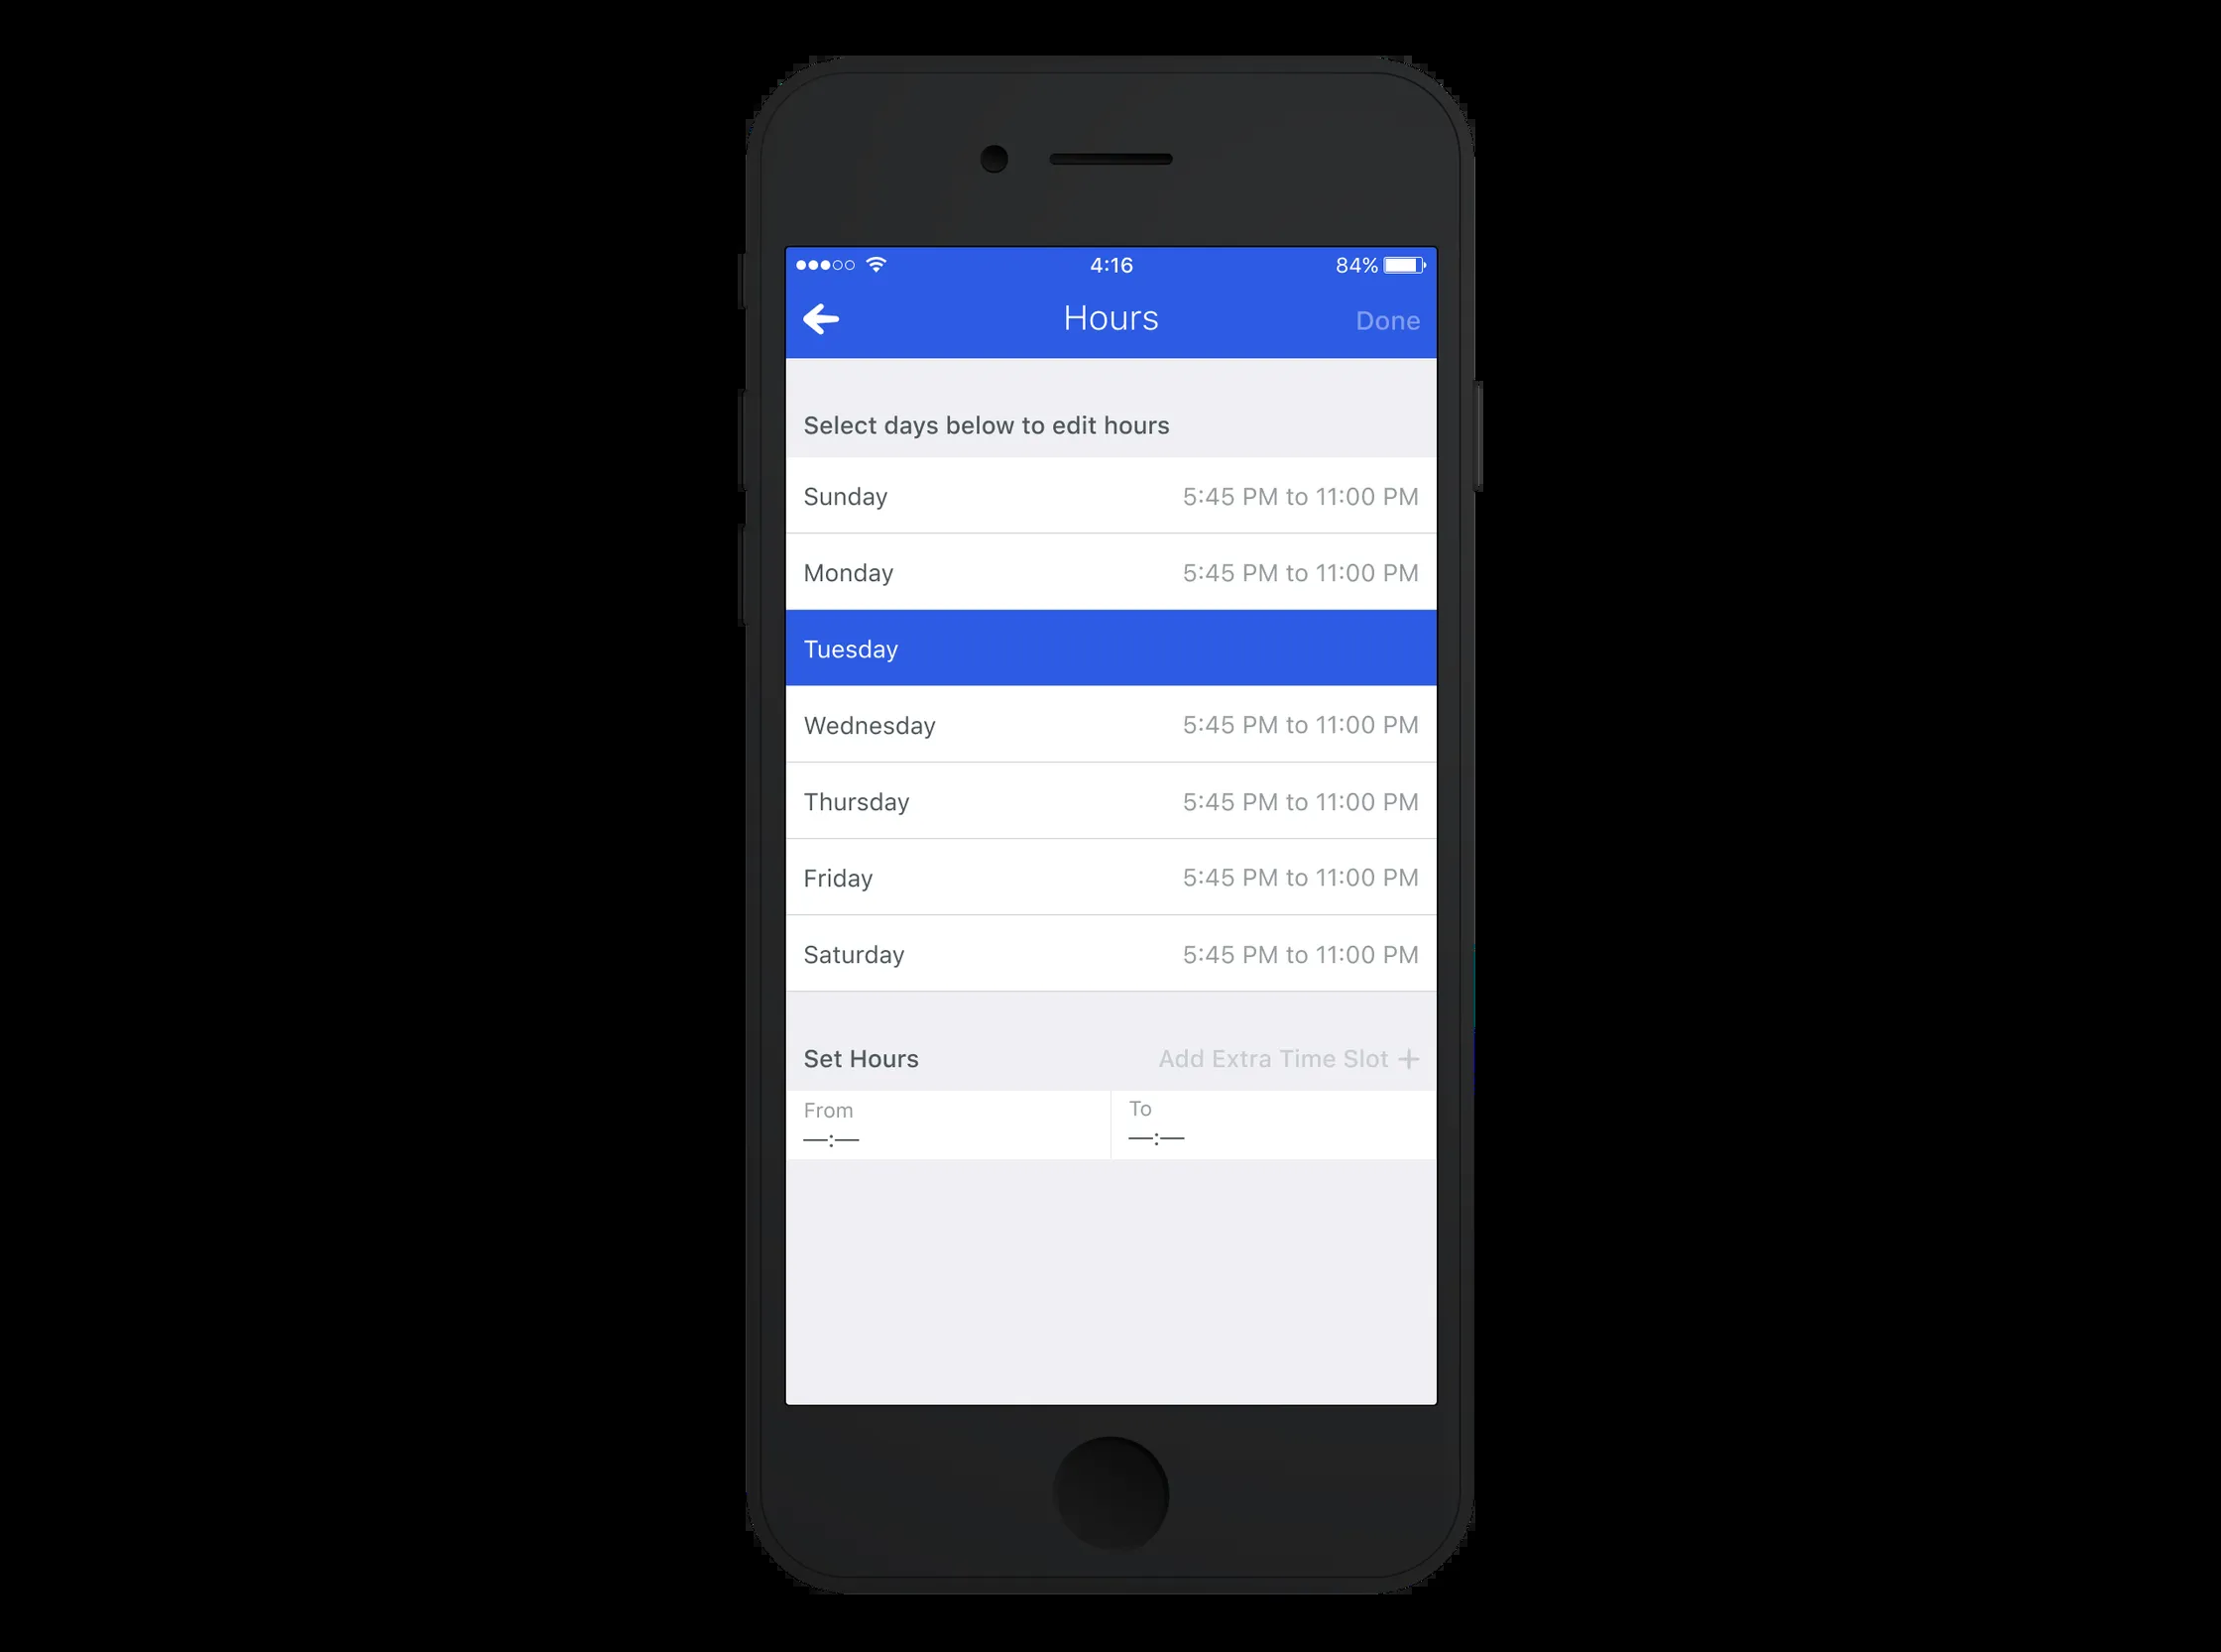 4:16 84%
Hours Done
Select days below to edit hours
Sunday 5:45 PM to 11:00 PM
Monday 5:45 PM to 11:00 PM
Tuesday
Wednesday 5:45 PM to 11:00 PM
Thursday 5:45 PM to 11:00 PM
Friday 5:45 PM to 11:00 PM
Saturday 5:45 PM to 11:00 PM
Set Hours Add Extra Time Slot +
From To
—:— —:—